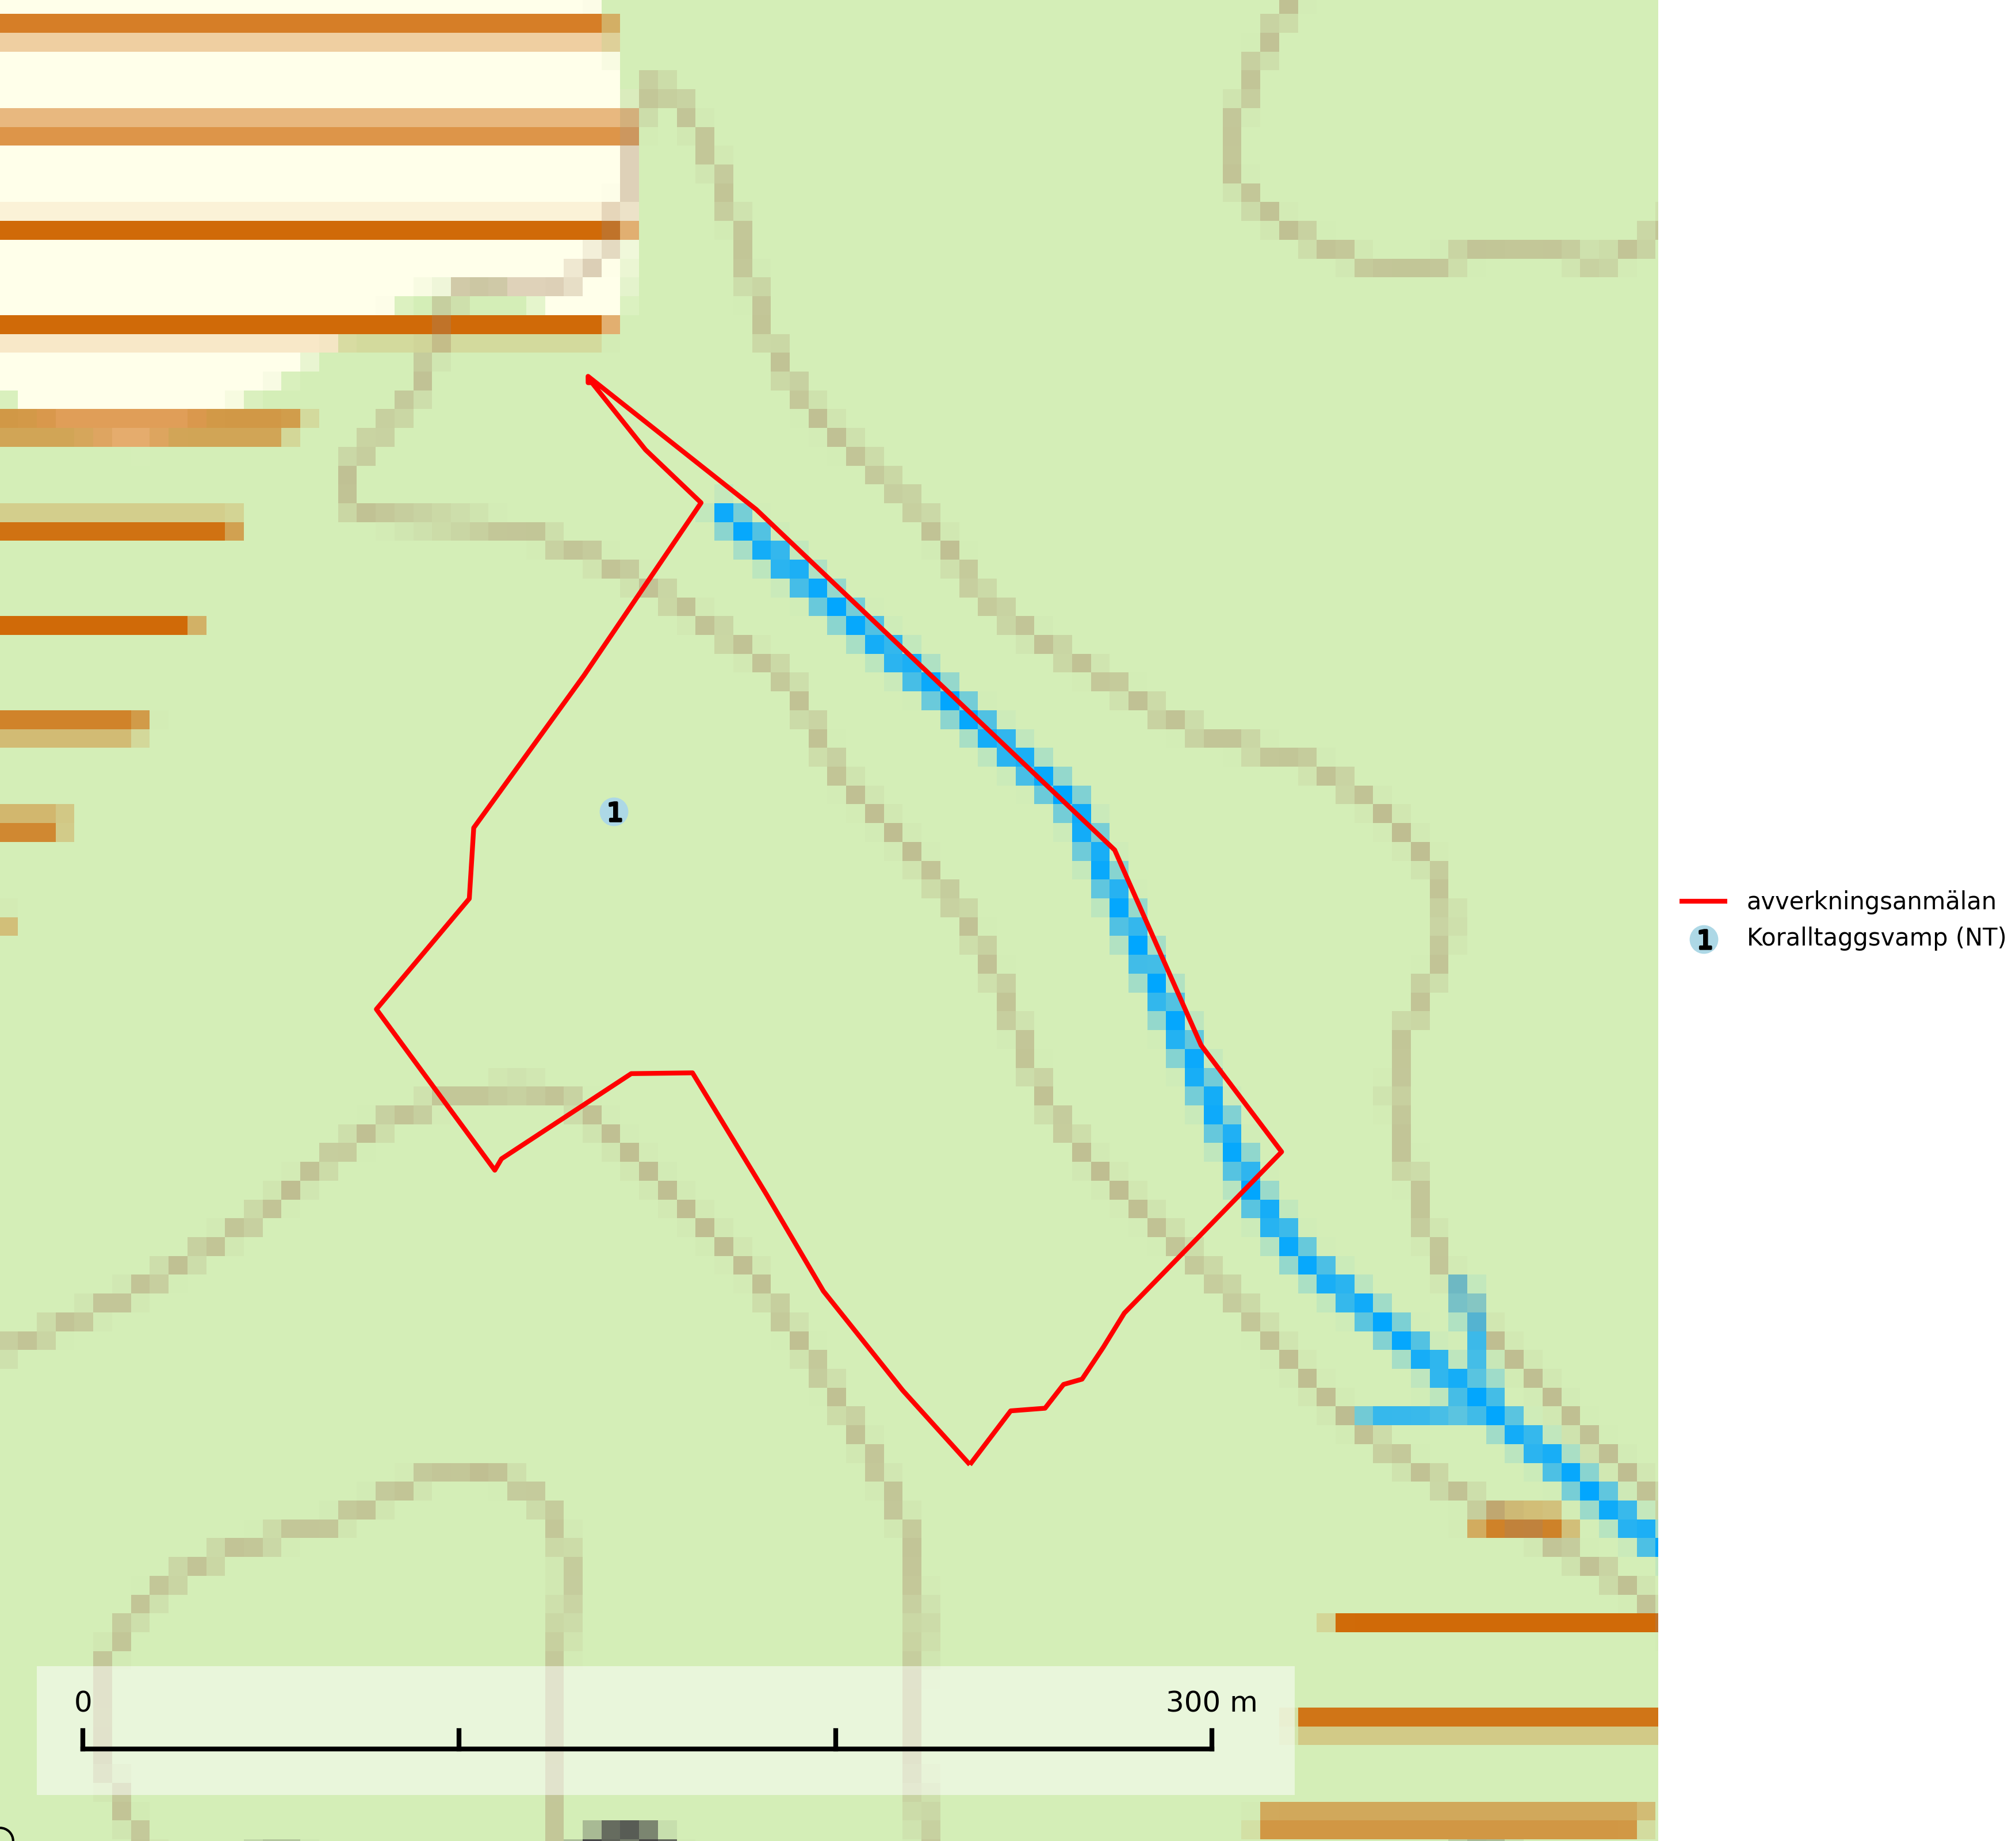 1
avverkningsanmälan
1 Koralltaggsvamp (NT)
0 300 m